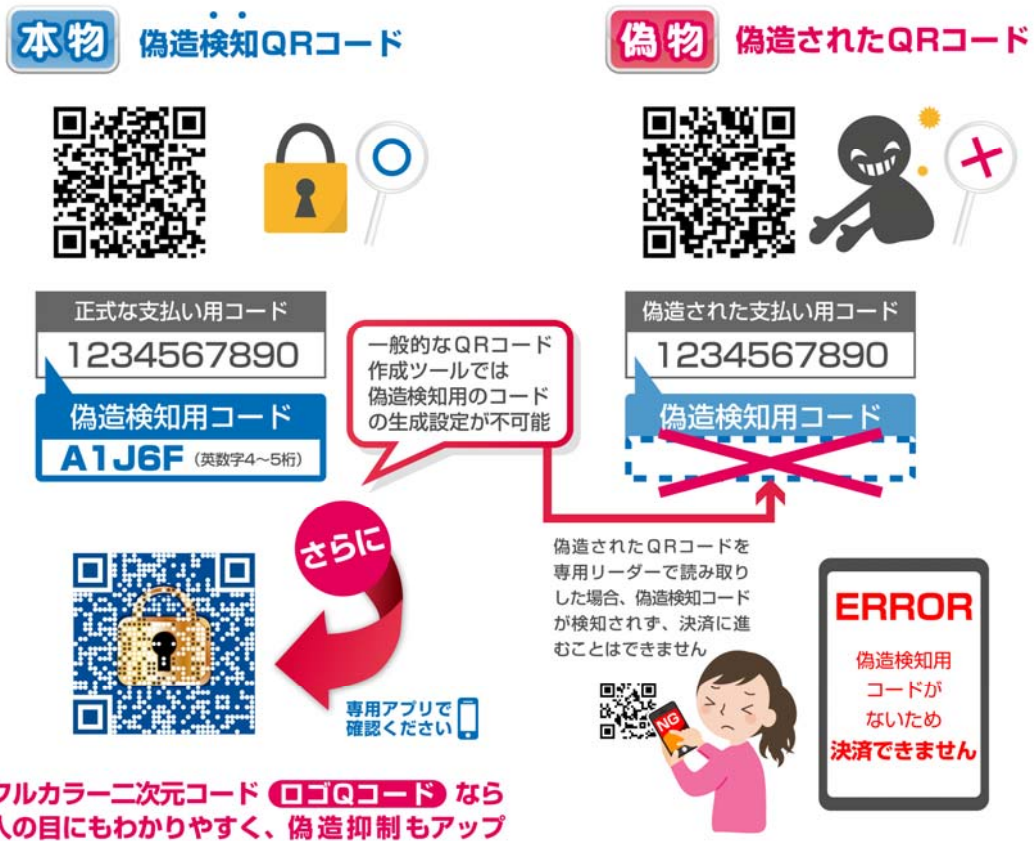 本物 偽造検知QRコード
正式な支払い用コード
1234567890
偽造検知用コード
A1J6F (英数字4〜5桁)
一般的なQRコード
作成ツールでは
偽造検知用のコード
の生成設定が不可能
さらに
専用アプリで
確認ください
フルカラー二次元コード ロゴQコード なら
人の目にもわかりやすく、偽造抑制もアップ
偽物 偽造されたQRコード
偽造された支払い用コード
1234567890
偽造検知用コード
偽造されたQRコードを
専用リーダーで読み取り
した場合、偽造検知コード
が検知されず、決済に進
むことはできません
NG
ERROR
偽造検知用
コードが
ないため
決済できません